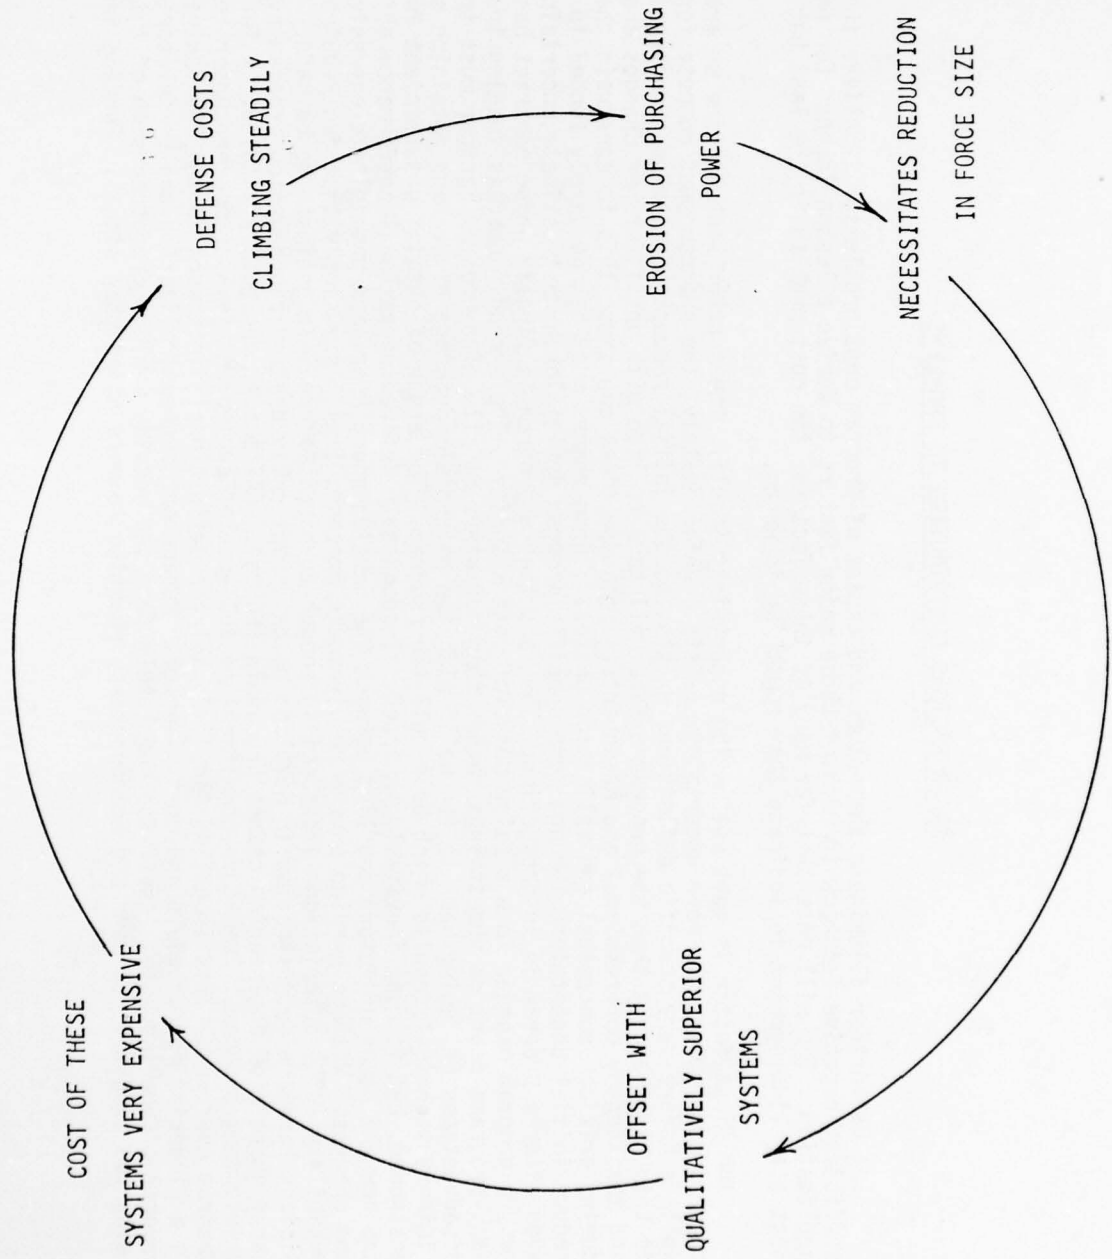 DEFENSE COSTS
CLIMBING STEADILY
EROSION OF PURCHASING
POWER
NECESSITATES REDUCTION
IN FORCE SIZE
OFFSET WITH
QUALITATIVELY SUPERIOR
SYSTEMS
COST OF THESE
SYSTEMS VERY EXPENSIVE